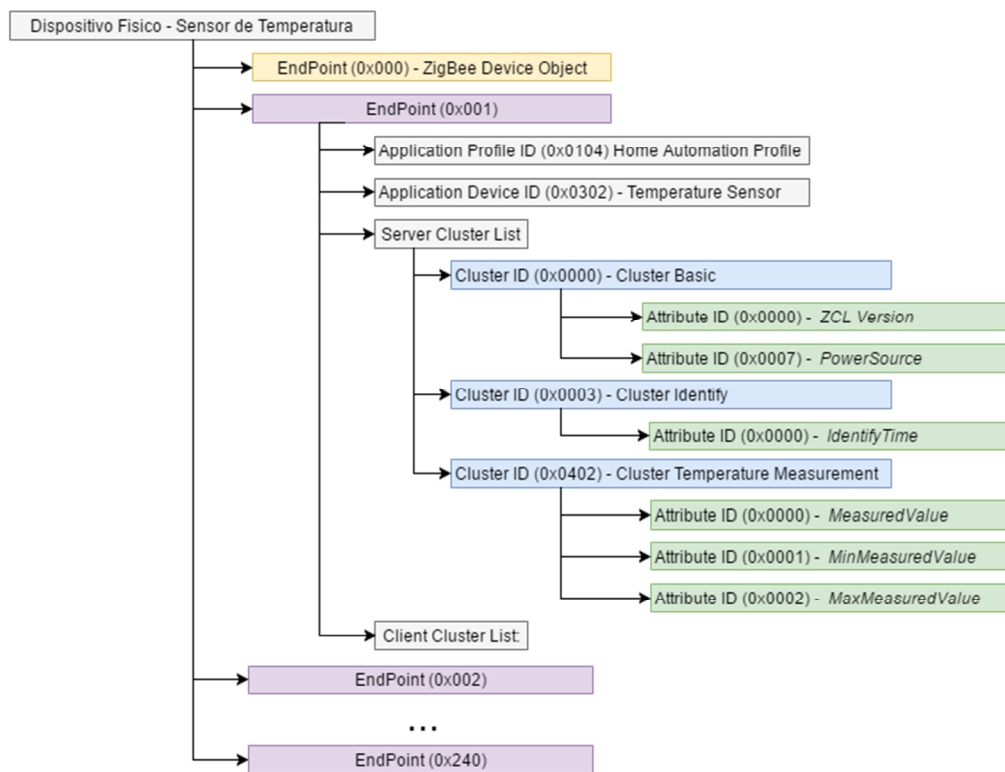 Dispositivo Fisico - Sensor de Temperatura
EndPoint (0x000) - ZigBee Device Object
EndPoint (0x001)
Application Profile ID (0x0104) Home Automation Profile
Application Device ID (0x0302) - Temperature Sensor
Server Cluster List
Cluster ID (0x0000) - Cluster Basic
Attribute ID (0x0000) - ZCL Version
Attribute ID (0x0007) - PowerSource
Cluster ID (0x0003) - Cluster Identify
Attribute ID (0x0000) - IdentifyTime
Cluster ID (0x0402) - Cluster Temperature Measurement
Attribute ID (0x0000) - MeasuredValue
Attribute ID (0x0001) - MinMeasuredValue
Attribute ID (0x0002) - MaxMeasuredValue
Client Cluster List:
EndPoint (0x002)
...
EndPoint (0x240)